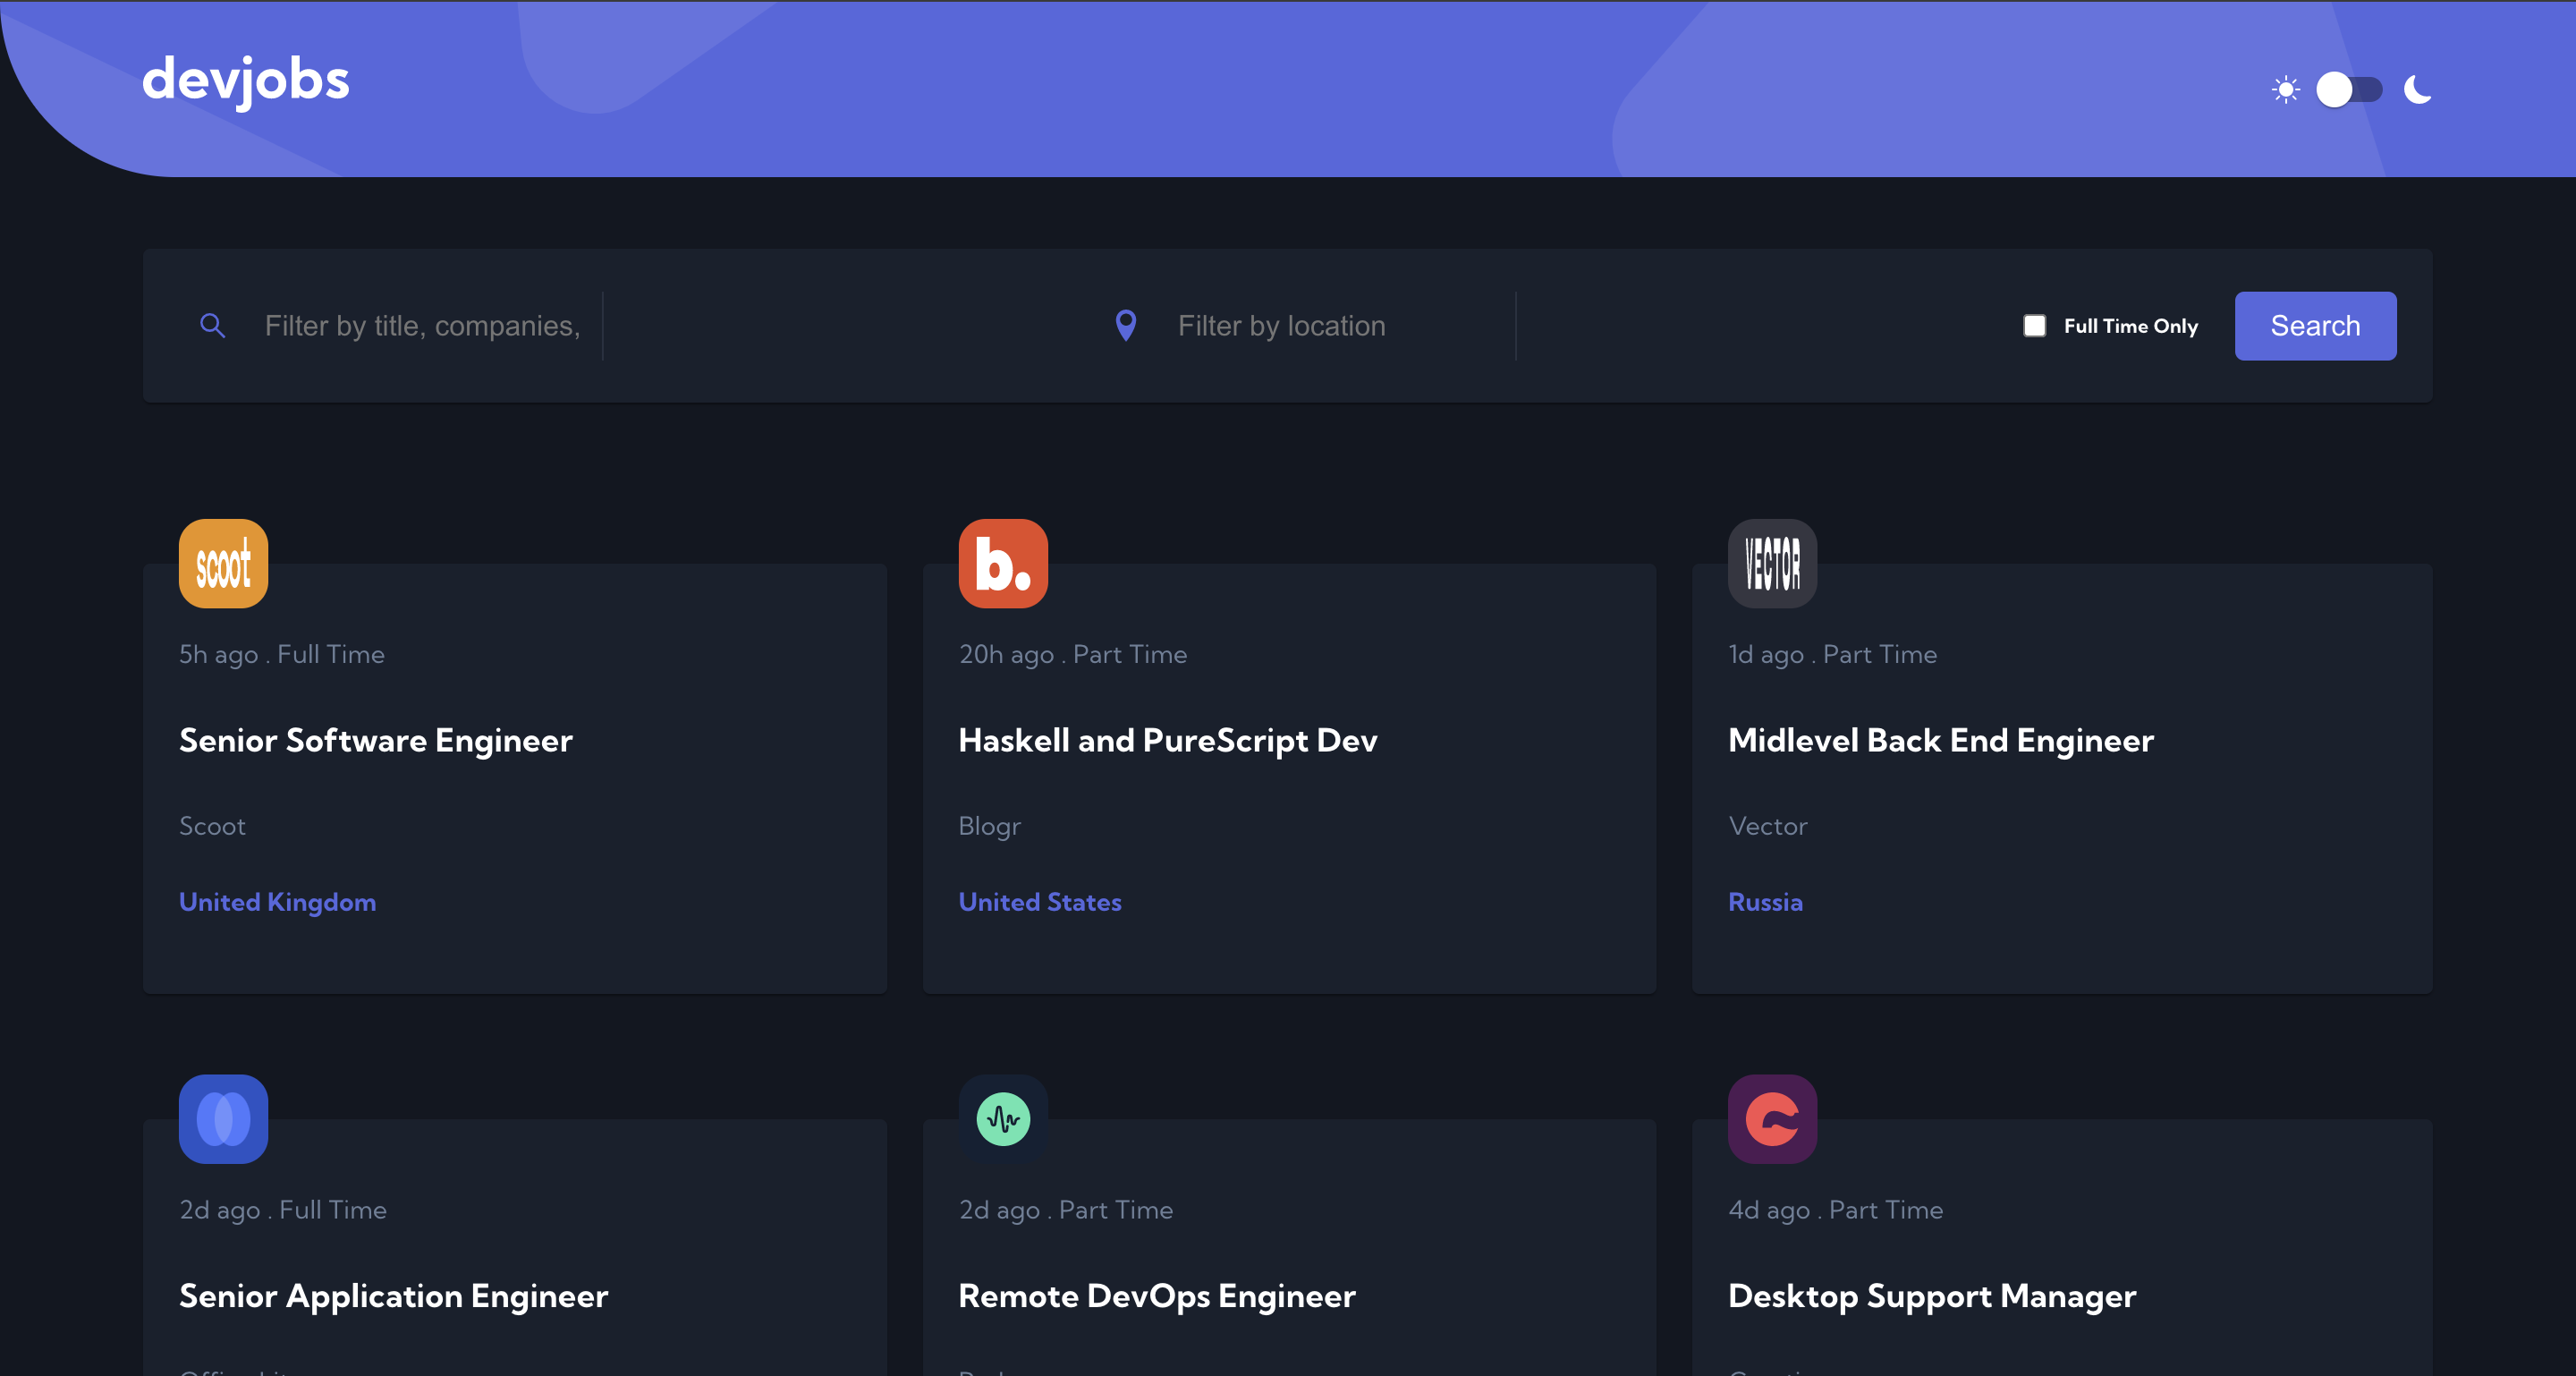 devjobs
Filter by title, companies,
Filter by location
Full Time Only
Search
scoot
b.
VECTOR
5h ago . Full Time
20h ago . Part Time
1d ago . Part Time
Senior Software Engineer
Haskell and PureScript Dev
Midlevel Back End Engineer
Scoot
Blogr
Vector
United Kingdom
United States
Russia
2d ago . Full Time
2d ago . Part Time
4d ago . Part Time
Senior Application Engineer
Remote DevOps Engineer
Desktop Support Manager